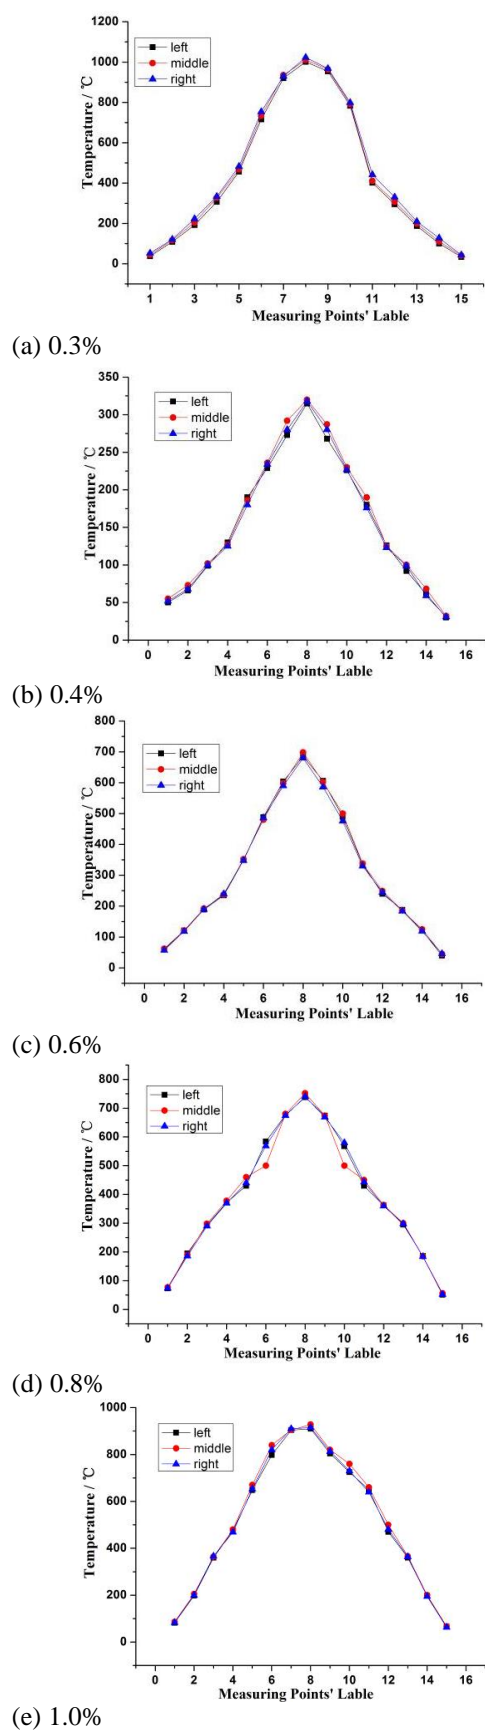 1200
1000
800
600
400
200
0
Temperature / ℃
left
middle
right
1 3 5 7 9 11 13 15
Measuring Points' Lable
(a) 0.3%
350
300
250
200
150
100
50
0
Temperature / ℃
left
middle
right
0 2 4 6 8 10 12 14 16
Measuring Points' Lable
(b) 0.4%
800
700
600
500
400
300
200
100
0
Temperature / ℃
left
middle
right
0 2 4 6 8 10 12 14 16
Measuring Points' Lable
(c) 0.6%
800
700
600
500
400
300
200
100
0
Temperature / ℃
left
middle
right
0 2 4 6 8 10 12 14 16
Measuring Points' Lable
(d) 0.8%
1000
800
600
400
200
0
Temperature / ℃
left
middle
right
0 2 4 6 8 10 12 14 16
Measuring Points' Lable
(e) 1.0%